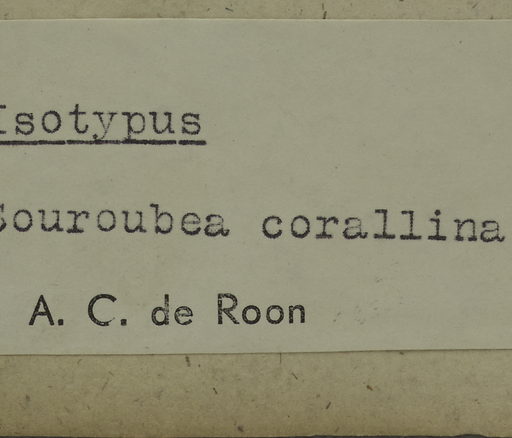 Isotypus
Souroubea corallina
A. C. de Roon